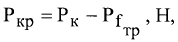 Pкр = Pк − Pfтр , Н,